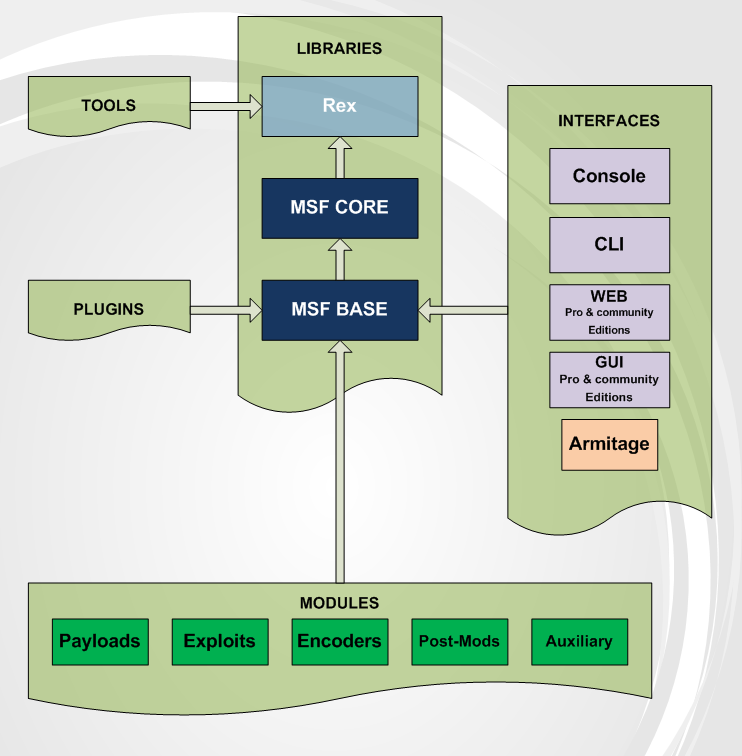 LIBRARIES
Rex
MSF CORE
MSF BASE
TOOLS
PLUGINS
INTERFACES
Console
CLI
WEB
Pro & community
Editions
GUI
Pro & community
Editions
Armitage
MODULES
Payloads
Exploits
Encoders
Post-Mods
Auxiliary